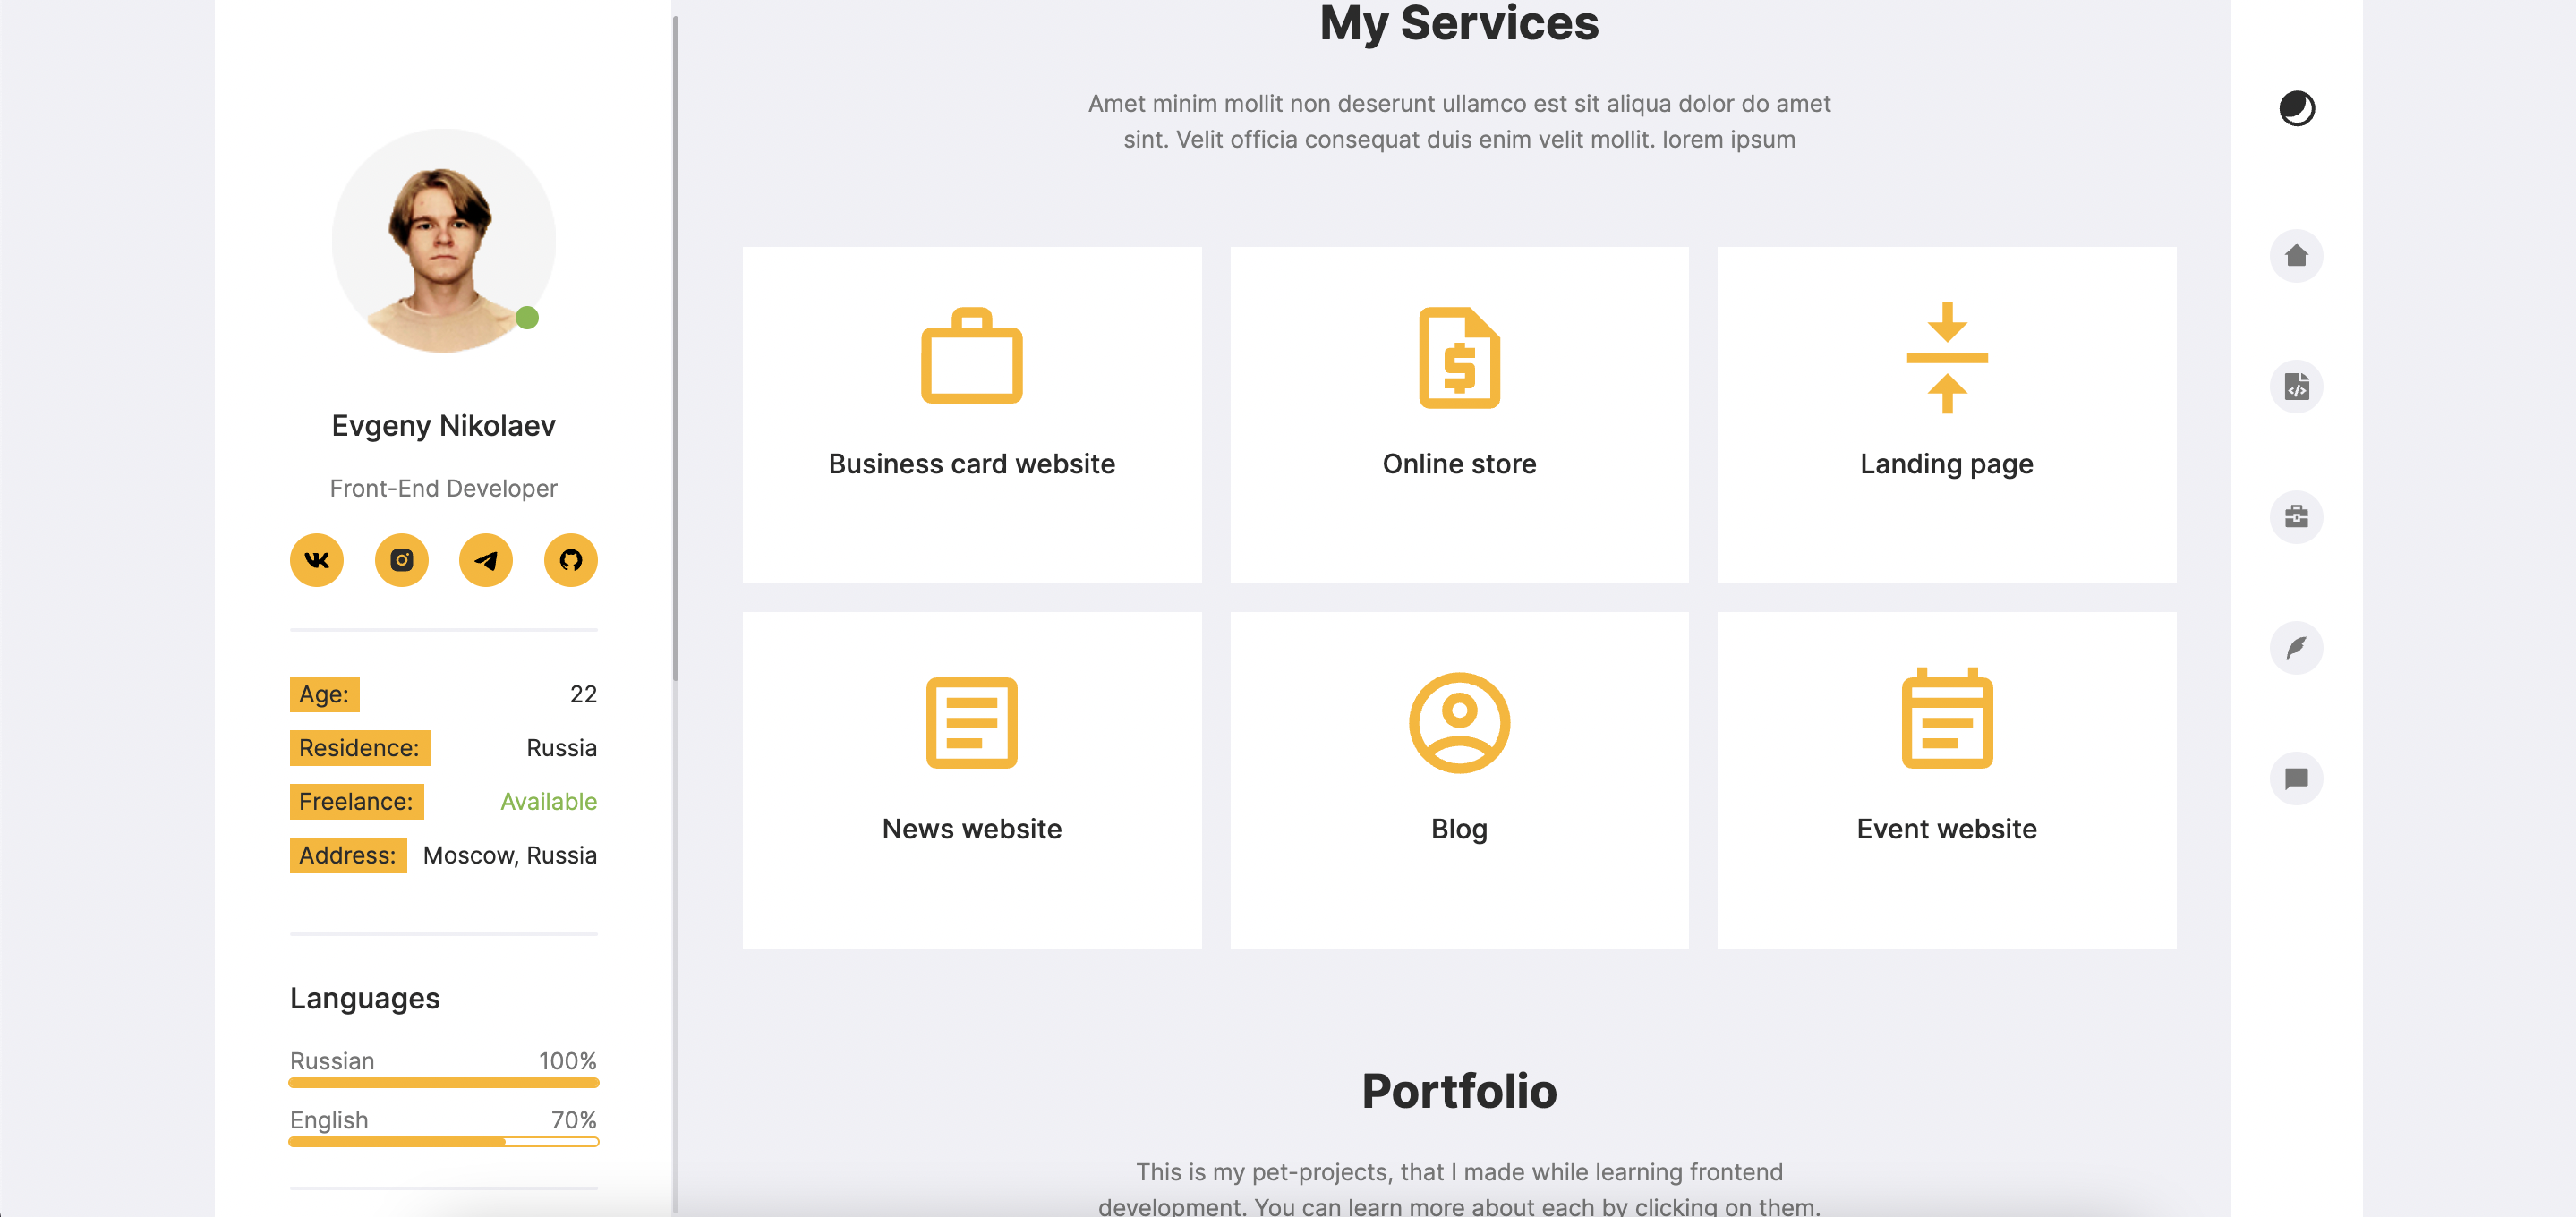 Evgeny Nikolaev
Front-End Developer
Age: 22
Residence: Russia
Freelance: Available
Address: Moscow, Russia
Languages
Russian 100%
English 70%
My Services
Amet minim mollit non deserunt ullamco est sit aliqua dolor do amet
sint. Velit officia consequat duis enim velit mollit. lorem ipsum
Business card website
Online store
Landing page
News website
Blog
Event website
Portfolio
This is my pet-projects, that I made while learning frontend
development. You can learn more about each by clicking on them.